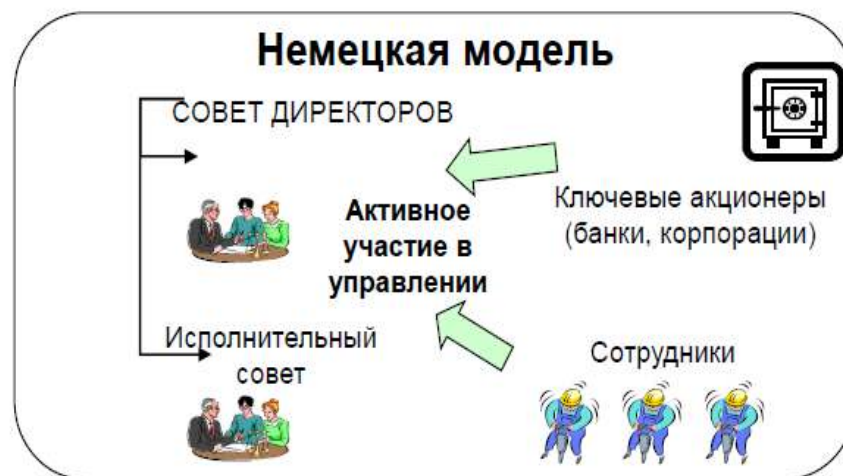 Немецкая модель
СОВЕТ ДИРЕКТОРОВ
Активное
участие в
управлении
Ключевые акционеры
(банки, корпорации)
Исполнительный
совет
Сотрудники